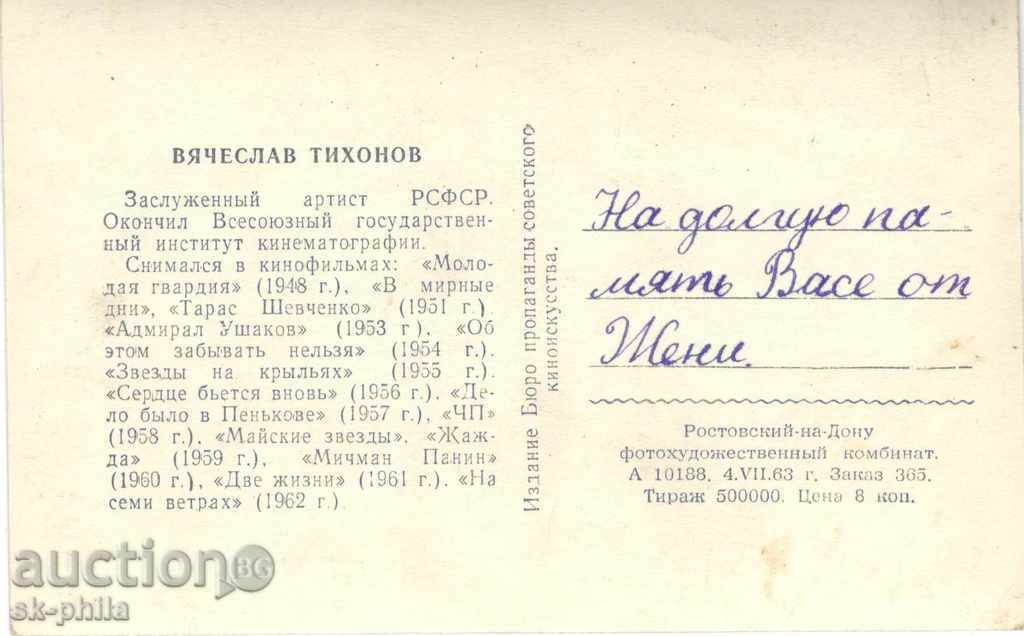 ВЯЧЕСЛАВ ТИХОНОВ
Заслуженный артист РСФСР.
Окончил Всесоюзный государствен-
ный институт кинематографии.
Снимался в кинофильмах: «Моло-
дая гвардия» (1948 г.), «В мирные
дни», «Тарас Шевченко» (1951 г.).
«Адмирал Ушаков» (1953 г), «Об
этом забывать нельзя» (1954 г.).
«Звезды на крыльях» (1955 г.).
«Сердце бьется вновь» (1956 г.). «Де-
ло было в Пенькове» (1957 г.), «ЧП»
(1958 г.), «Майские звезды», «Жаж-
да» (1959 г.), «Мичман Панин»
(1960 г.), «Две жизни» (1961 г.). «На
семи ветрах» (1962 г.)
Издание Бюро пропаганды советского
киноискусства.
На долгую па-
мять Васе от
Жени.
Ростовский-на-Дону
фотохудожественный комбинат.
А 10188. 4.VII.63 г. Заказ 365.
Тираж 500000. Цена 8 коп.
auction BG
sk-phila